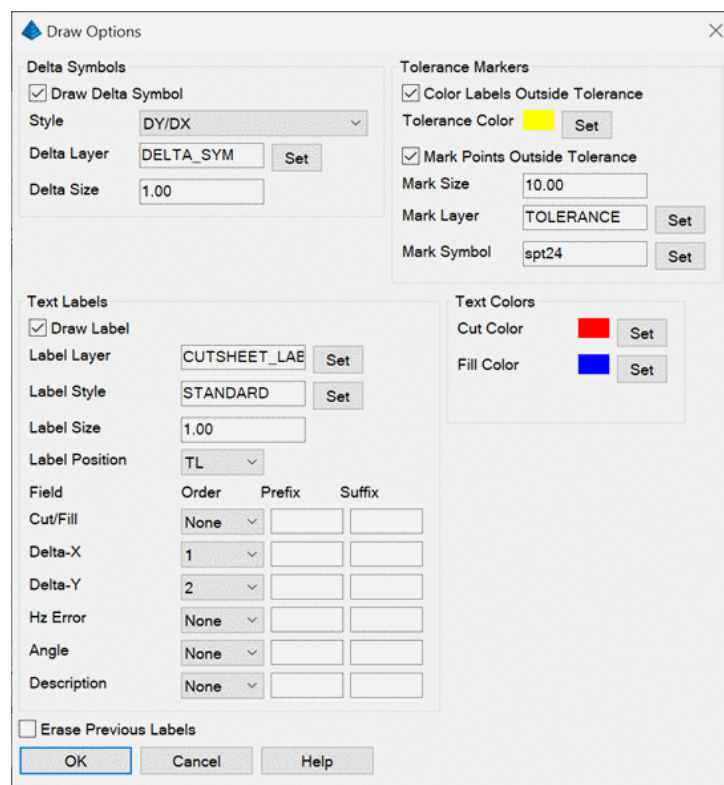 Draw Options
Delta Symbols
Draw Delta Symbol
Style DY/DX
Delta Layer DELTA_SYM Set
Delta Size 1.00
Tolerance Markers
Color Labels Outside Tolerance
Tolerance Color Set
Mark Points Outside Tolerance
Mark Size 10.00
Mark Layer TOLERANCE Set
Mark Symbol spt24 Set
Text Labels
Draw Label
Label Layer CUTSHEET_LAB Set
Label Style STANDARD Set
Label Size 1.00
Label Position TL
Field Order Prefix Suffix
Cut/Fill None
Delta-X 1
Delta-Y 2
Hz Error None
Angle None
Description None
Text Colors
Cut Color Set
Fill Color Set
Erase Previous Labels
OK Cancel Help